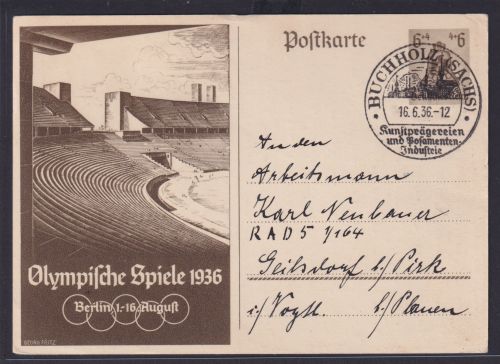 Postkarte
6+4 4+6
BUCHHOLZ (SACHS)
16.6.36.-12
Kunstprägereien
und Posamenten-
Industrie
An den
Arbeitsmann
Karl Neubauer
RAD 5 1/164
Geilsdorf b/ Pirk
i/ Vogtl. b/ Plauen
Olympische Spiele 1936
Berlin 1.-16. August